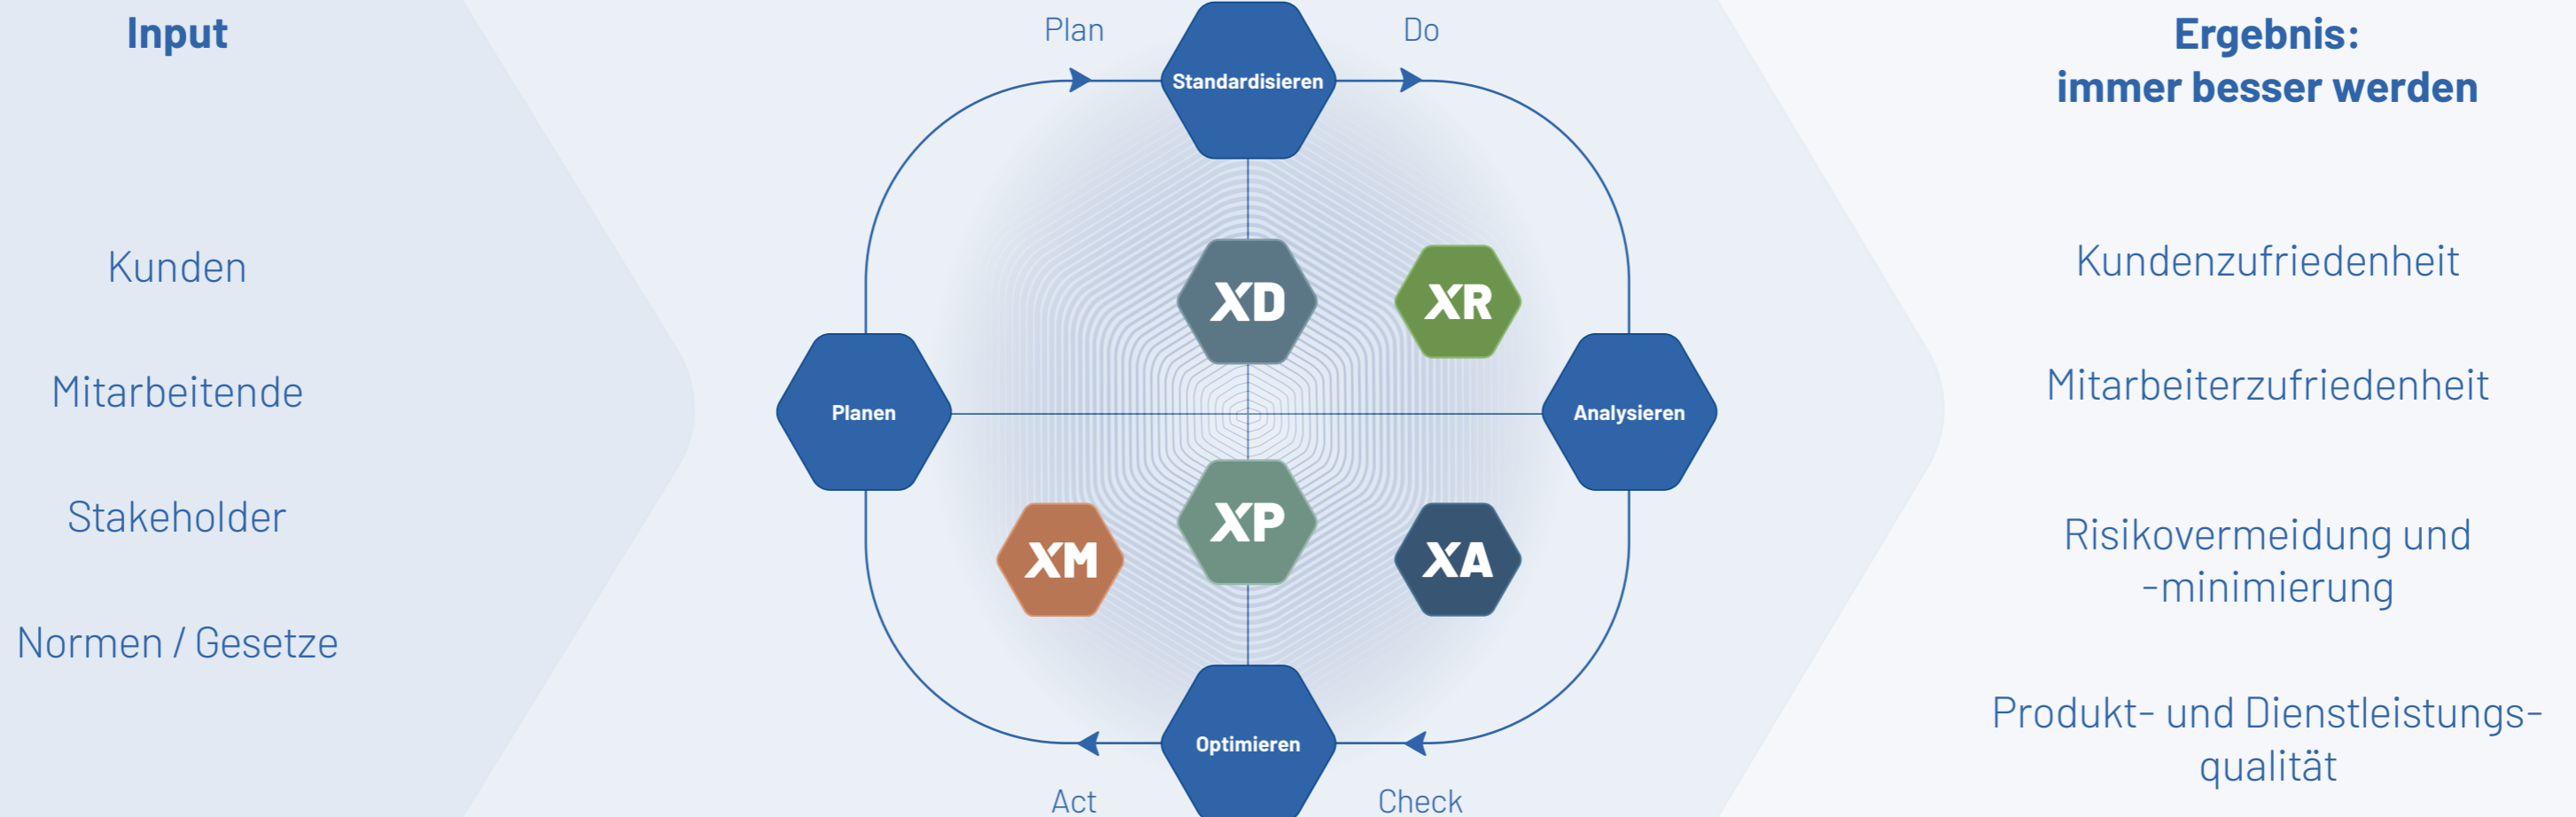 Input
Kunden
Mitarbeitende
Stakeholder
Normen / Gesetze
Plan
Do
Standardisieren
XD
XR
Planen
Analysieren
XM
XP
XA
Optimieren
Act
Check
Ergebnis:
immer besser werden
Kundenzufriedenheit
Mitarbeiterzufriedenheit
Risikovermeidung und
-minimierung
Produkt- und Dienstleistungs-
qualität